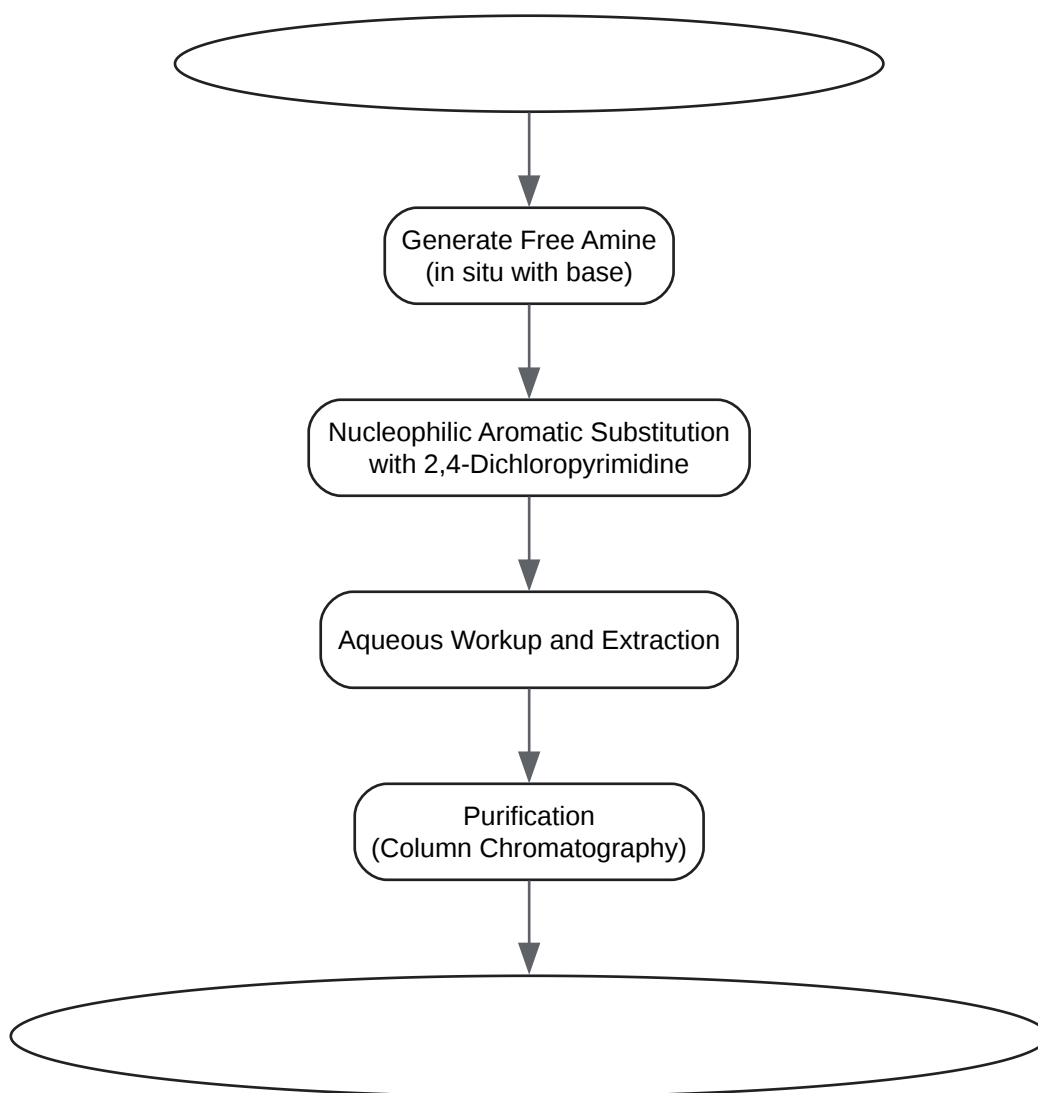 Generate Free Amine
(in situ with base)
Nucleophilic Aromatic Substitution
with 2,4-Dichloropyrimidine
Aqueous Workup and Extraction
Purification
(Column Chromatography)